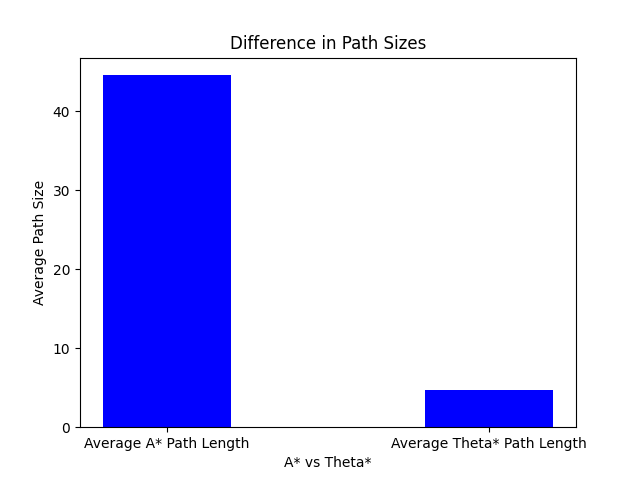 Difference in Path Sizes
Average Path Size
40
30
20
10
0
Average A* Path Length
Average Theta* Path Length
A* vs Theta*